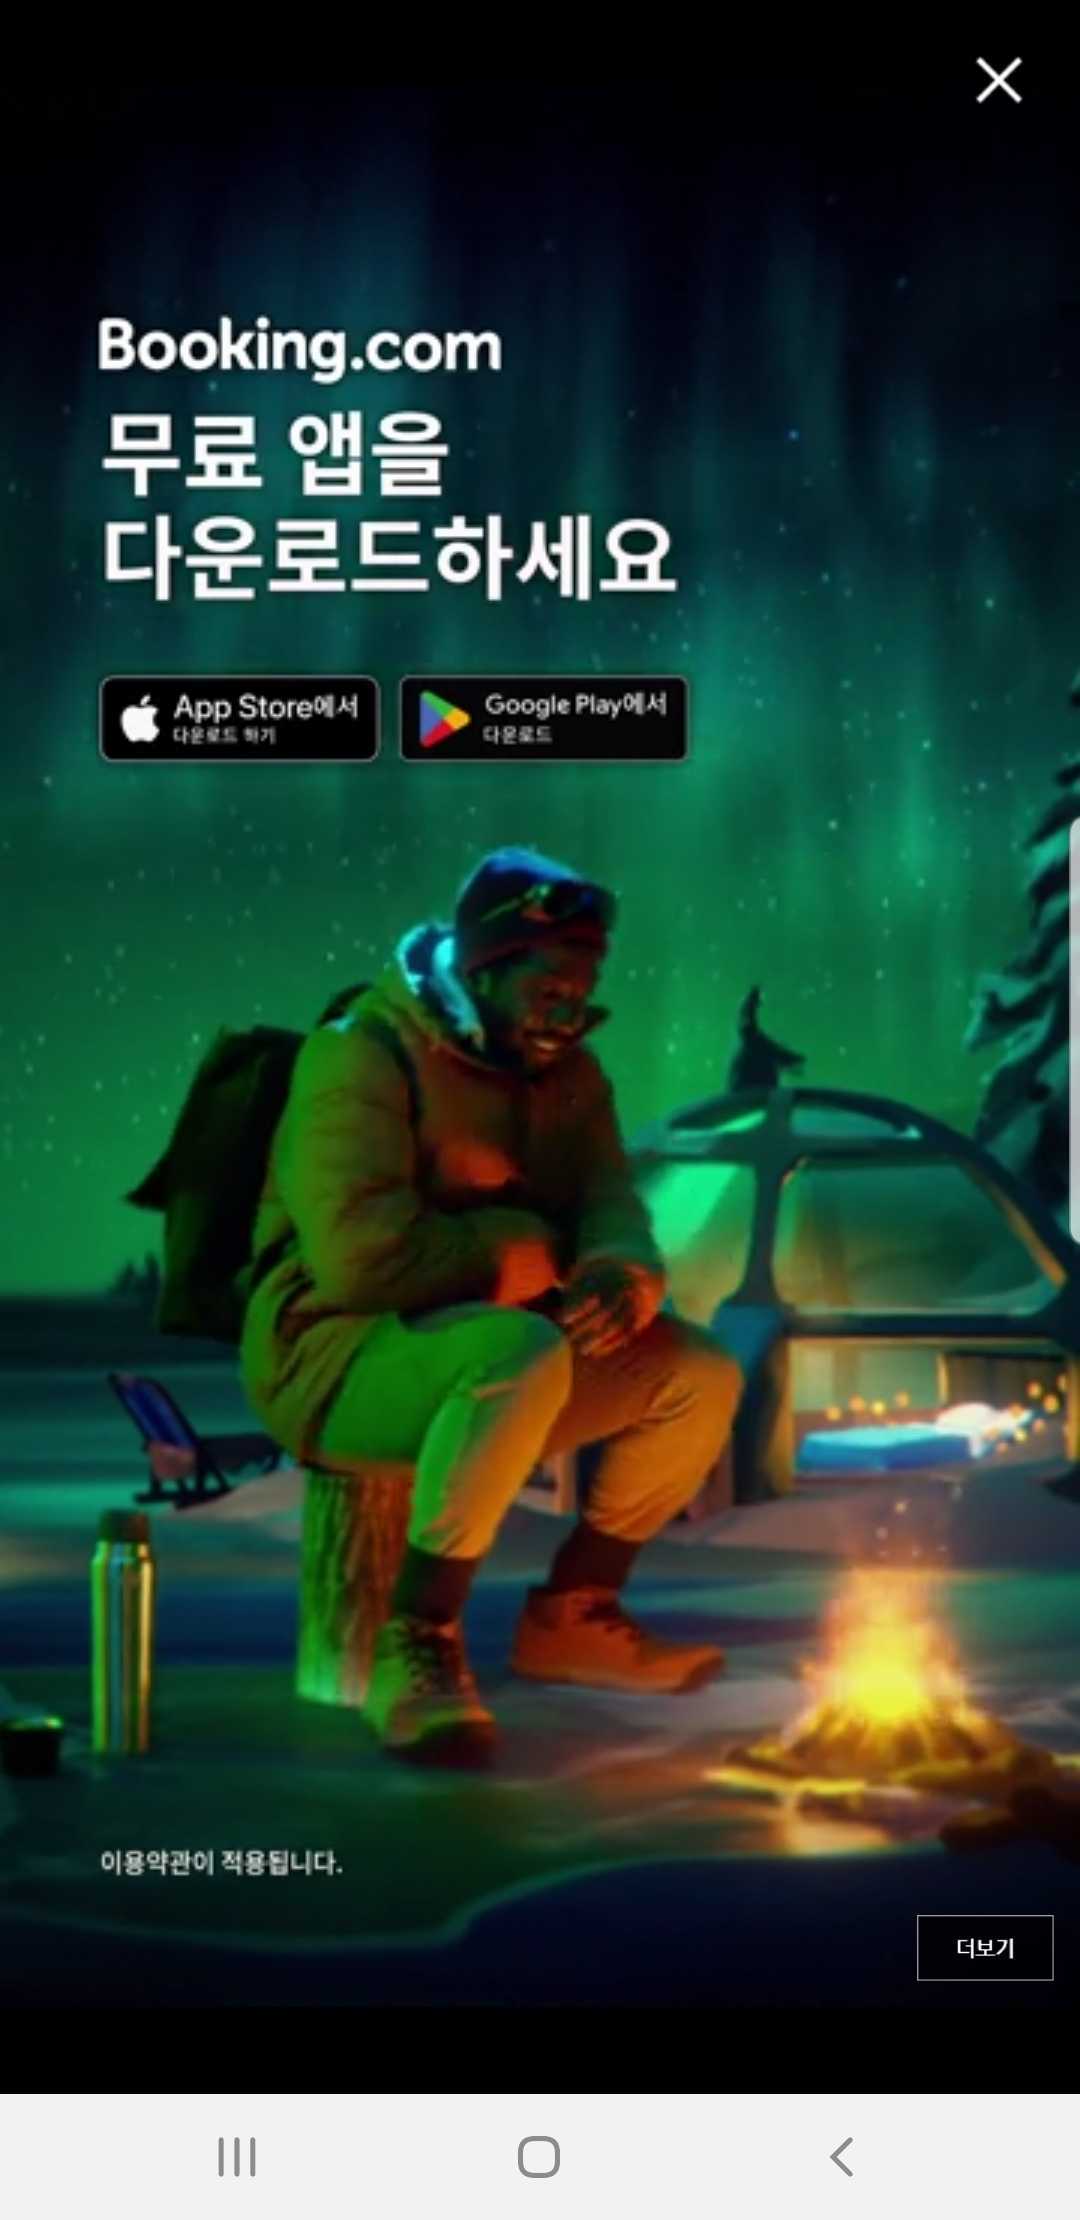 Booking.com
무료 앱을
다운로드하세요
App Store에서
다운로드 하기
Google Play에서
다운로드
이용약관이 적용됩니다.
더보기